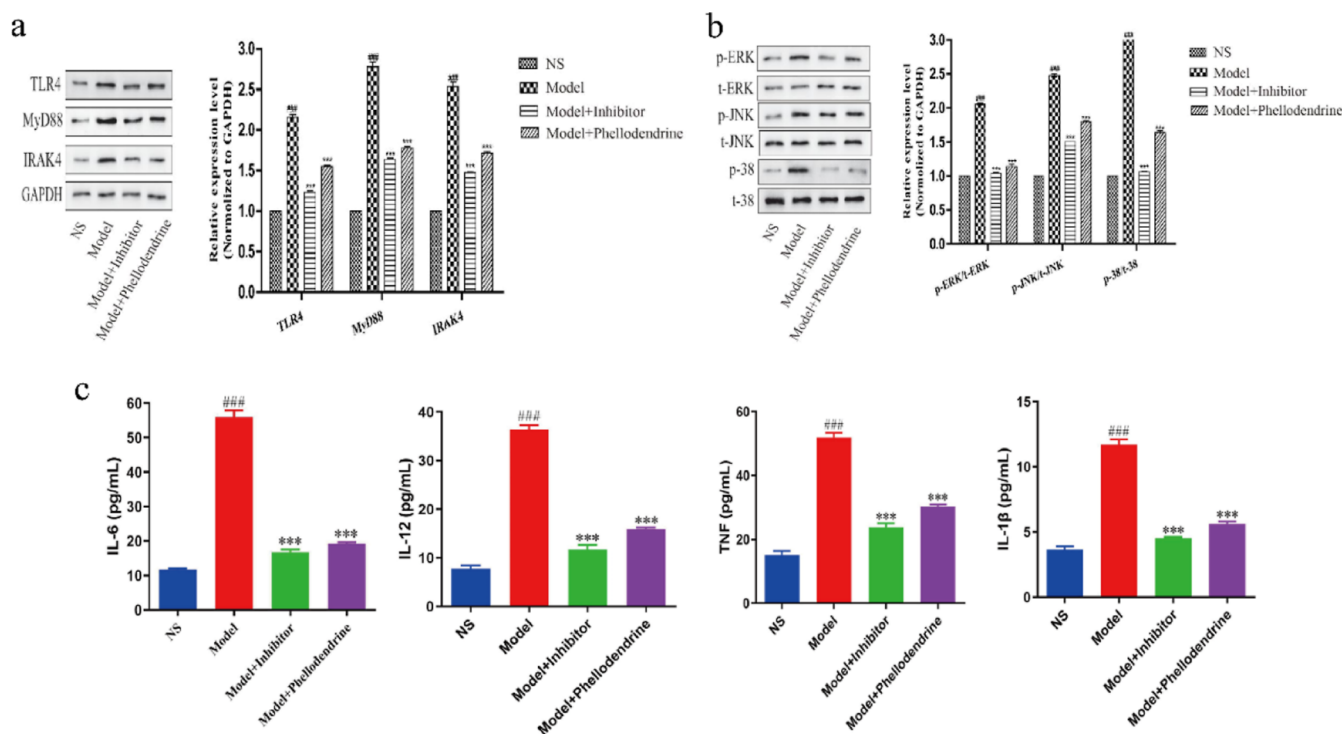 a
TLR4
MyD88
IRAK4
GAPDH
NS
Model
Model+Inhibitor
Model+Phellodendrine
Relative expression level
(Normolized to GAPDH)
3.0
2.5
2.0
1.5
1.0
0.5
0.0
###
***
***
###
***
***
###
***
***
TLR4
MyD88
IRAK4
NS
Model
Model+Inhibitor
Model+Phellodendrine
b
p-ERK
t-ERK
p-JNK
t-JNK
p-38
t-38
NS
Model
Model+Inhibitor
Model+Phellodendrine
Relative expression level
(Normolized to GAPDH)
3.0
2.5
2.0
1.5
1.0
0.5
0.0
###
***
***
###
***
***
###
***
***
p-ERK/t-ERK
p-JNK/t-JNK
p-38/t-38
NS
Model
Model+Inhibitor
Model+Phellodendrine
c
IL-6 (pg/mL)
60
50
40
30
20
10
0
###
***
***
NS
Model
Model+Inhibitor
Model+Phellodendrine
IL-12 (pg/mL)
40
30
20
10
0
###
***
***
NS
Model
Model+Inhibitor
Model+Phellodendrine
TNF (pg/mL)
60
40
20
0
###
***
***
NS
Model
Model+Inhibitor
Model+Phellodendrine
IL-1β (pg/mL)
15
10
5
0
###
***
***
NS
Model
Model+Inhibitor
Model+Phellodendrine